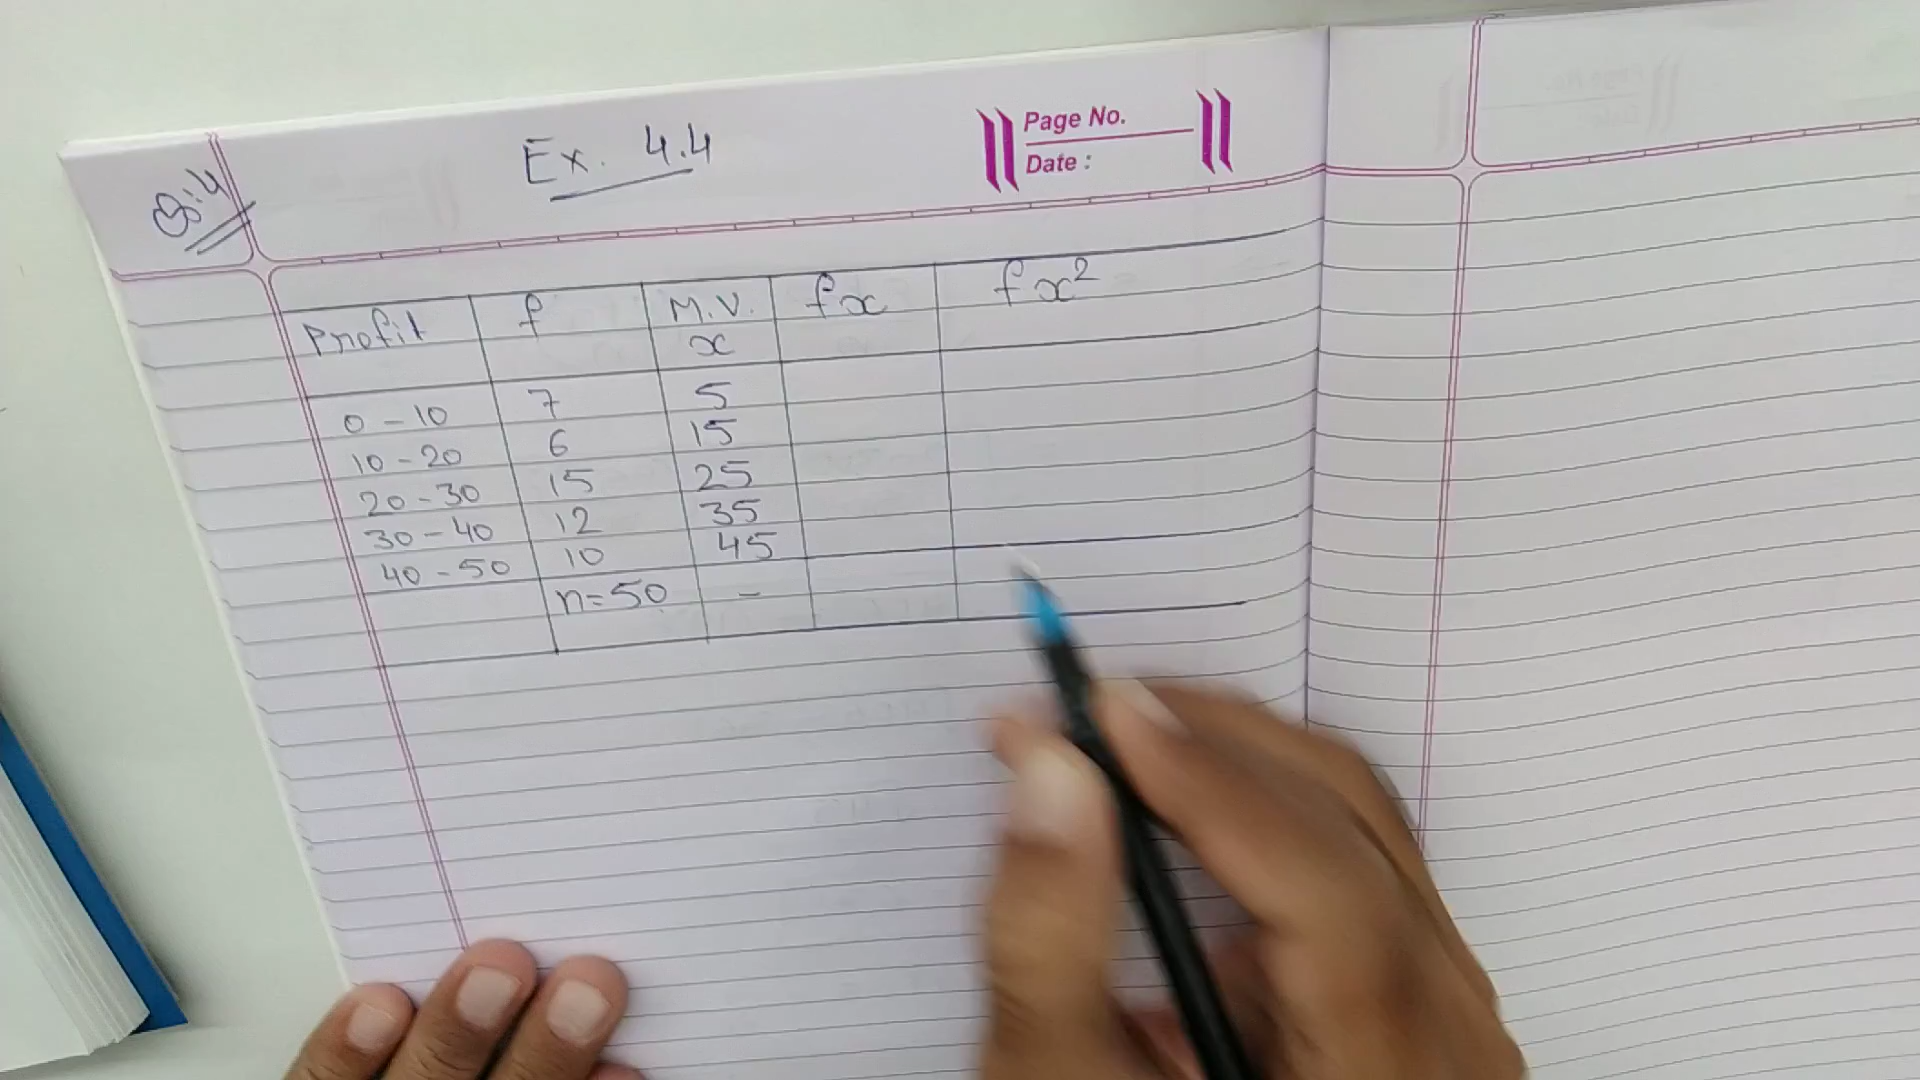 Ex. 4.4
Page No.
Date :
Q:4
Profit f M.V. x fx fx²
0-10 7 5
10-20 6 15
20-30 15 25
30-40 12 35
40-50 10 45
n=50 -